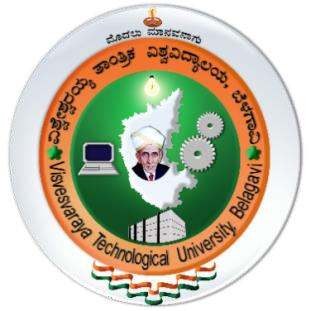 ಮೊದಲು ಮಾನವನಾಗು
ವಿಶ್ವೇಶ್ವರಯ್ಯ ತಾಂತ್ರಿಕ ವಿಶ್ವವಿದ್ಯಾಲಯ, ಬೆಳಗಾವಿ
Visvesvaraya Technological University, Belagavi